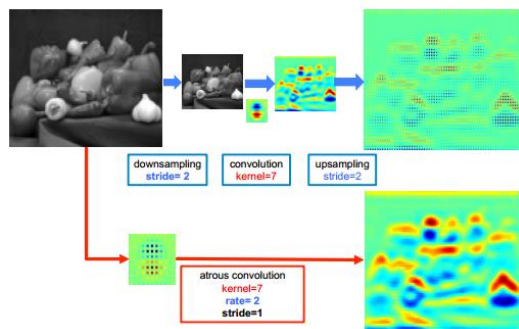 downsampling
stride= 2
convolution
kernel=7
upsampling
stride=2
atrous convolution
kernel=7
rate= 2
stride=1